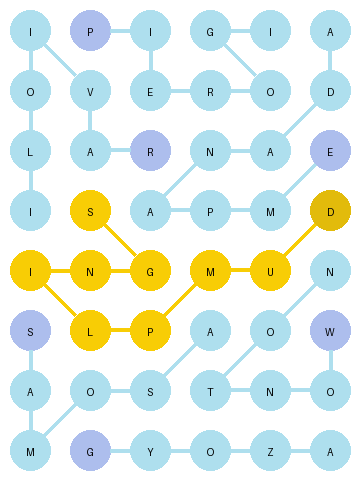 I P I G I A
O V E R O D
L A R N A E
I S A P M D
I N G M U N
S L P A O W
A O S T N O
M G Y O Z A